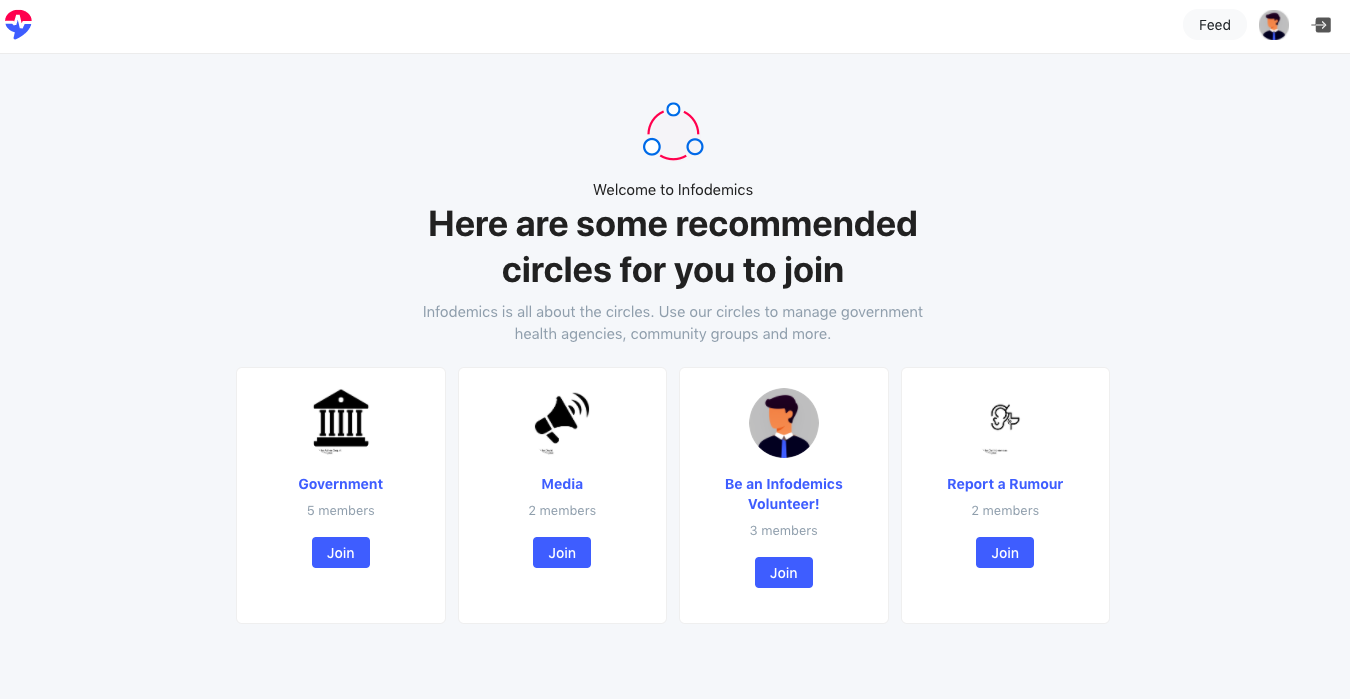 Feed
Welcome to Infodemics
Here are some recommended
circles for you to join
Infodemics is all about the circles. Use our circles to manage government
health agencies, community groups and more.
Government
5 members
Join
Media
2 members
Join
Be an Infodemics
Volunteer!
3 members
Join
Report a Rumour
2 members
Join